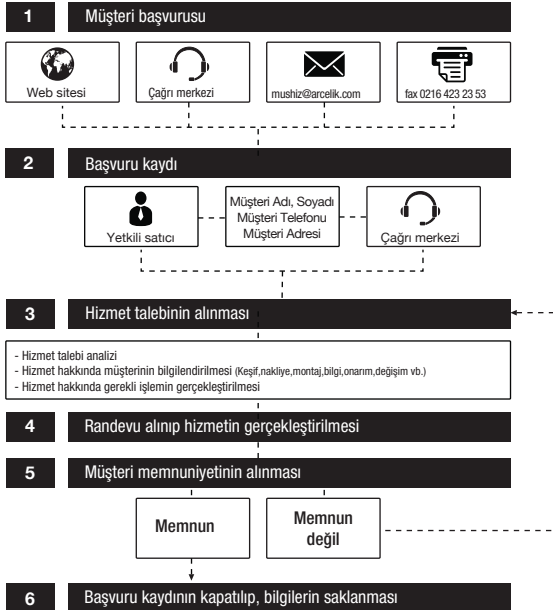 1 Müşteri başvurusu
Web sitesi
Çağrı merkezi
mushiz@arcelik.com
fax 0216 423 23 53
2 Başvuru kaydı
Yetkili satıcı
Müşteri Adı, Soyadı
Müşteri Telefonu
Müşteri Adresi
Çağrı merkezi
3 Hizmet talebinin alınması
- Hizmet talebi analizi
- Hizmet hakkında müşterinin bilgilendirilmesi (Keşif,nakliye,montaj,bilgi,onarım,değişim vb.)
- Hizmet hakkında gerekli işlemin gerçekleştirilmesi
4 Randevu alınıp hizmetin gerçekleştirilmesi
5 Müşteri memnuniyetinin alınması
Memnun
Memnun
değil
6 Başvuru kaydının kapatılıp, bilgilerin saklanması